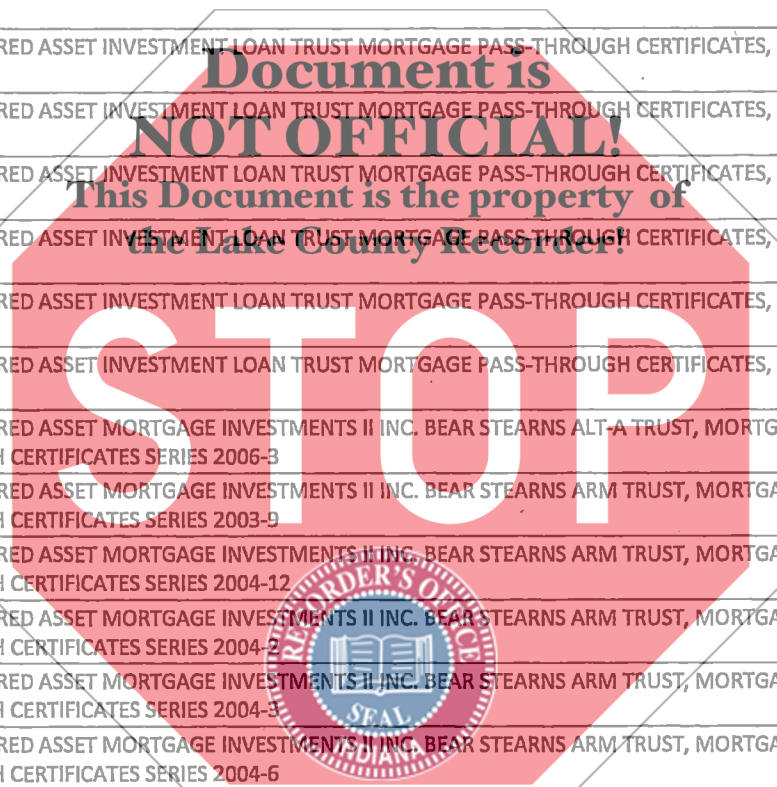 RED ASSET INVESTMENT LOAN TRUST MORTGAGE PASS-THROUGH CERTIFICATES,
Document is
RED ASSET INVESTMENT LOAN TRUST MORTGAGE PASS-THROUGH CERTIFICATES,
NOT OFFICIAL!
RED ASSET INVESTMENT LOAN TRUST MORTGAGE PASS-THROUGH CERTIFICATES,
This Document is the property of
RED ASSET INVESTMENT LOAN TRUST MORTGAGE PASS-THROUGH CERTIFICATES,
the Lake County Recorder!
RED ASSET INVESTMENT LOAN TRUST MORTGAGE PASS-THROUGH CERTIFICATES,
STOP
RED ASSET INVESTMENT LOAN TRUST MORTGAGE PASS-THROUGH CERTIFICATES,
RED ASSET MORTGAGE INVESTMENTS II INC. BEAR STEARNS ALT-A TRUST, MORTG
H CERTIFICATES SERIES 2006-3
RED ASSET MORTGAGE INVESTMENTS II INC. BEAR STEARNS ARM TRUST, MORTGA
H CERTIFICATES SERIES 2003-9
RED ASSET MORTGAGE INVESTMENTS II INC. BEAR STEARNS ARM TRUST, MORTGA
H CERTIFICATES SERIES 2004-12
RED ASSET MORTGAGE INVESTMENTS II INC. BEAR STEARNS ARM TRUST, MORTGA
H CERTIFICATES SERIES 2004-2
RED ASSET MORTGAGE INVESTMENTS II INC. BEAR STEARNS ARM TRUST, MORTGA
H CERTIFICATES SERIES 2004-3
RED ASSET MORTGAGE INVESTMENTS II INC. BEAR STEARNS ARM TRUST, MORTGA
H CERTIFICATES SERIES 2004-6
RECORDER'S OFFICE
SEAL
INDIANA